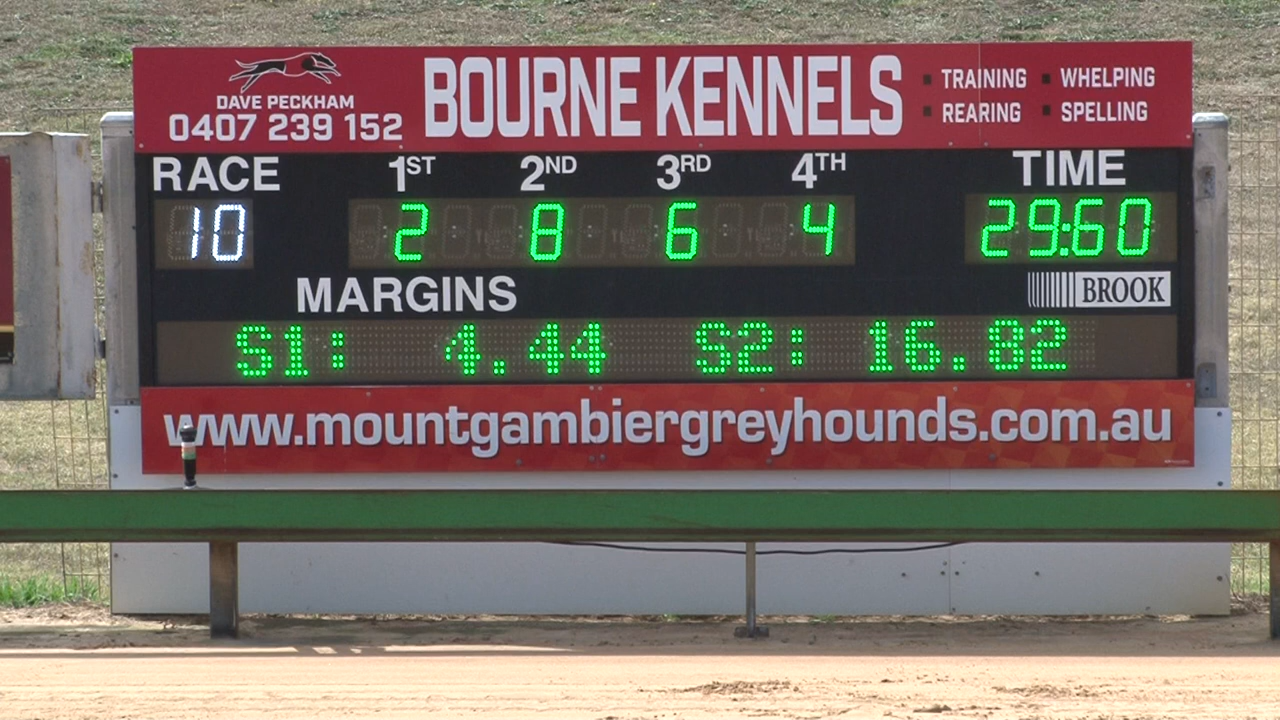 BOURNE KENNELS
DAVE PECKHAM
0407 239 152
TRAINING WHELPING
REARING SPELLING
RACE 1ST 2ND 3RD 4TH TIME
10 2 8 6 4 29:60
MARGINS
BROOK
S1: 4.44 S2: 16.82
www.mountgambiergreyhounds.com.au